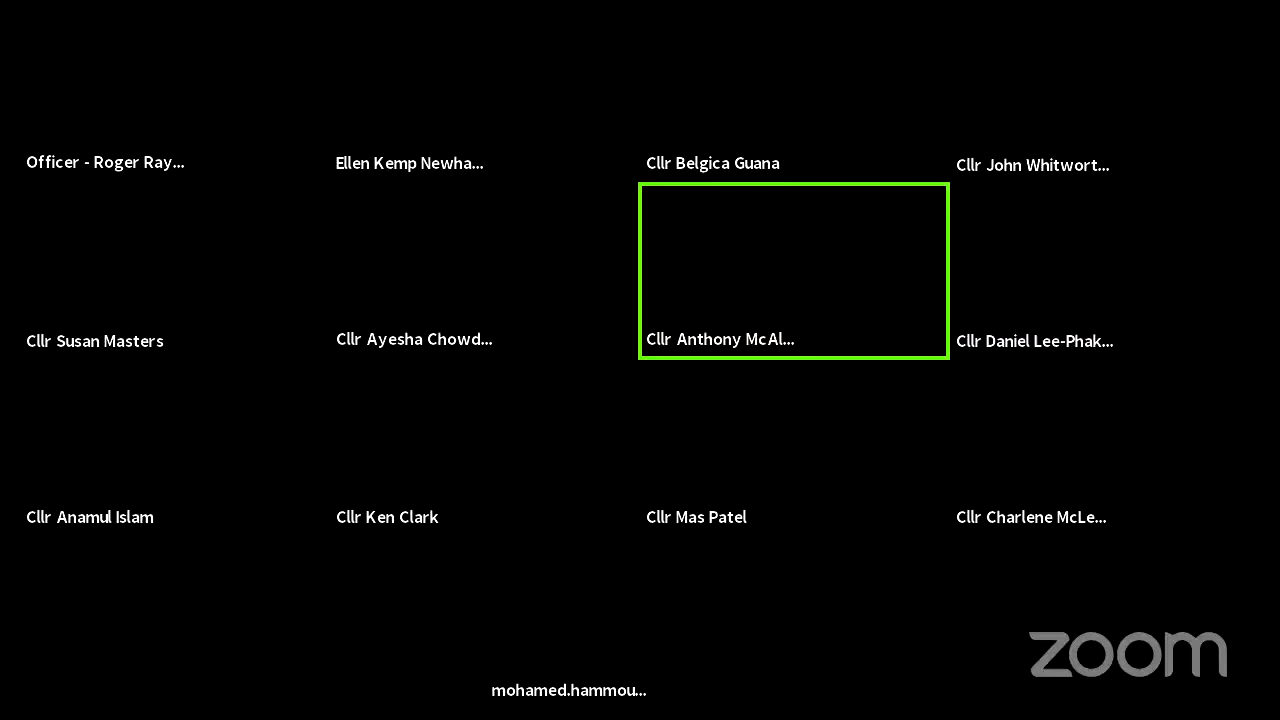 Officer - Roger Ray...
Ellen Kemp Newha...
Cllr Belgica Guana
Cllr John Whitwort...
Cllr Susan Masters
Cllr Ayesha Chowd...
Cllr Anthony McAl...
Cllr Daniel Lee-Phak...
Cllr Anamul Islam
Cllr Ken Clark
Cllr Mas Patel
Cllr Charlene McLe...
zoom
mohamed.hammou...